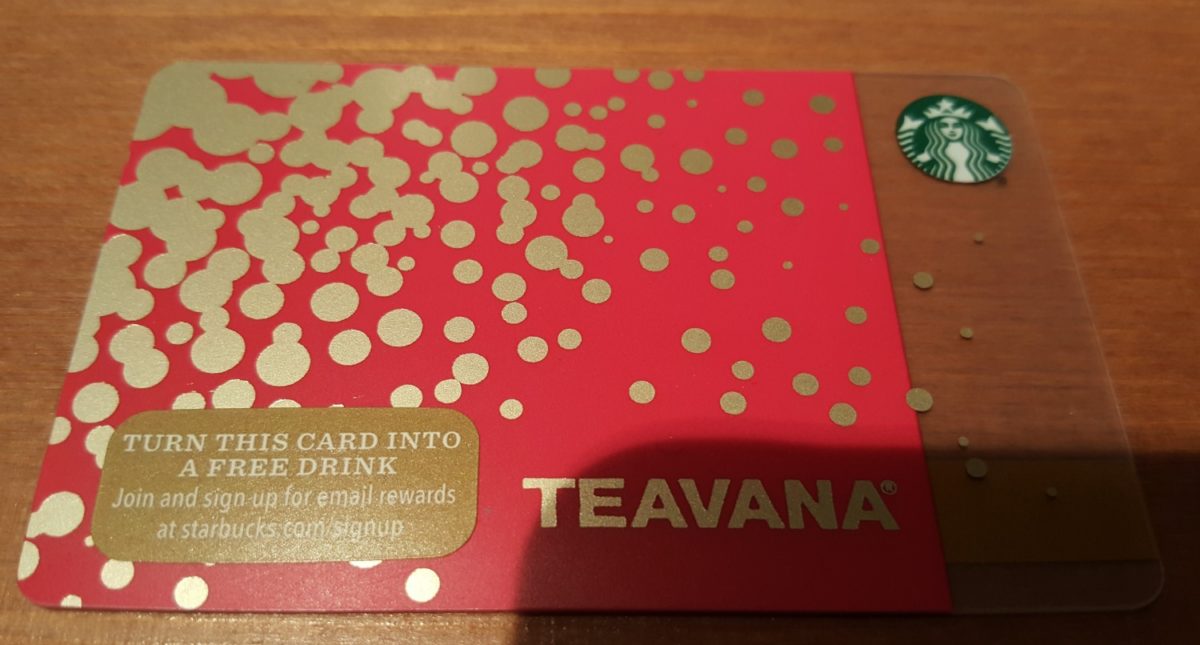 TURN THIS CARD INTO
A FREE DRINK
Join and sign up for email rewards
at starbucks.com/signup
TEAVANA®